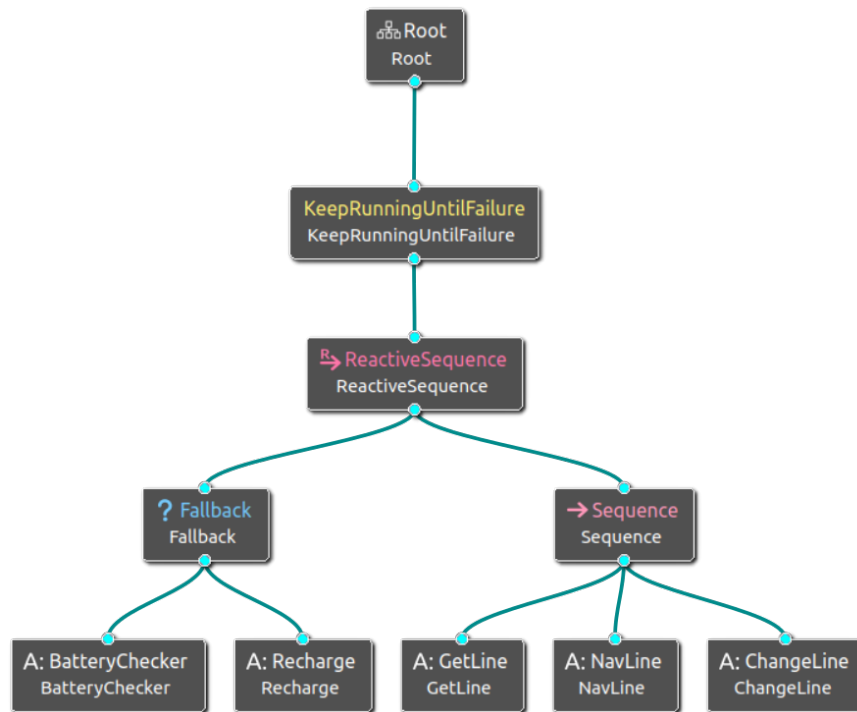 Root
Root
KeepRunningUntilFailure
KeepRunningUntilFailure
R ReactiveSequence
ReactiveSequence
? Fallback
Fallback
Sequence
Sequence
A: BatteryChecker
BatteryChecker
A: Recharge
Recharge
A: GetLine
GetLine
A: NavLine
NavLine
A: ChangeLine
ChangeLine